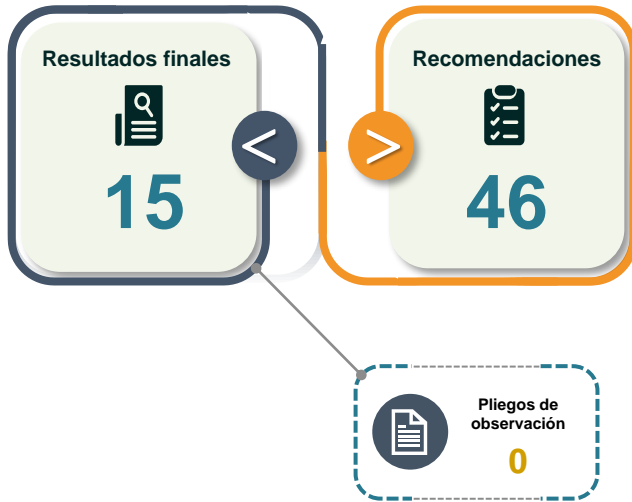 Resultados finales
15
<
Recomendaciones
46
>
Pliegos de
observación
0